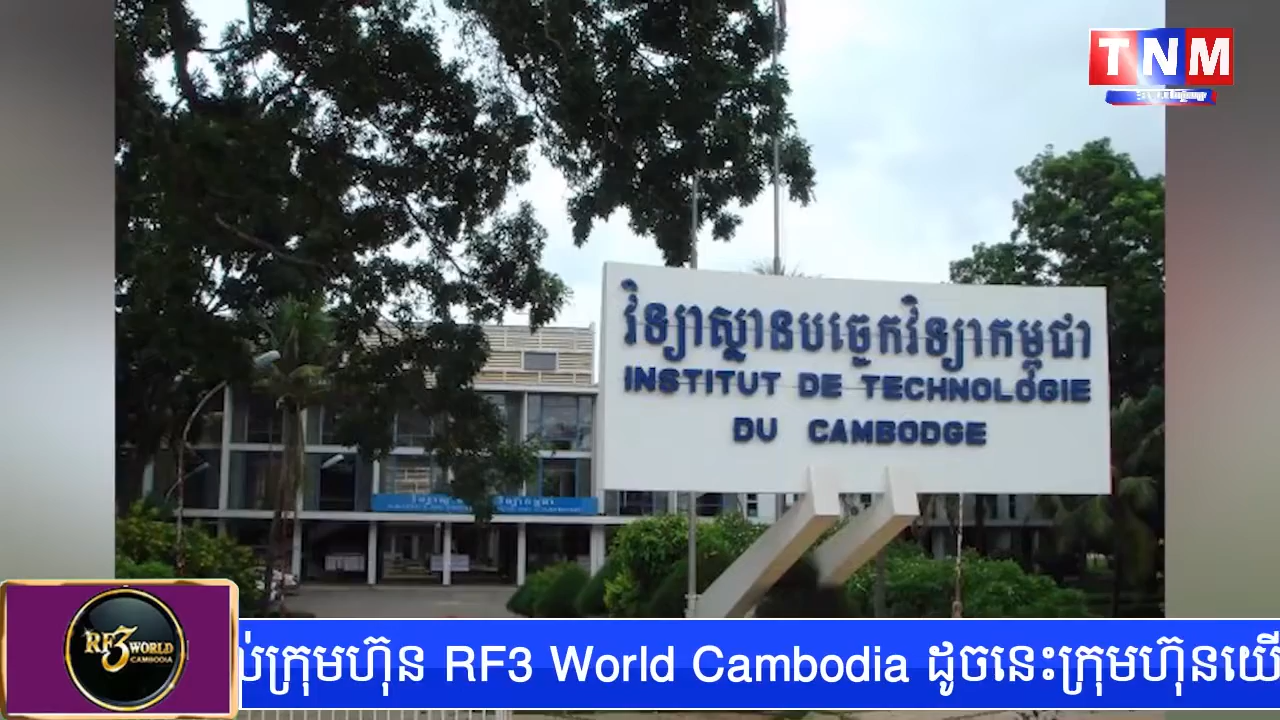 TNM
វិទ្យាស្ថានបច្ចេកវិទ្យាកម្ពុជា
INSTITUT DE TECHNOLOGIE
DU CAMBODGE
RF3 WORLD
CAMBODIA
ប់ក្រុមហ៊ុន RF3 World Cambodia ដូចនេះក្រុមហ៊ុនយើ